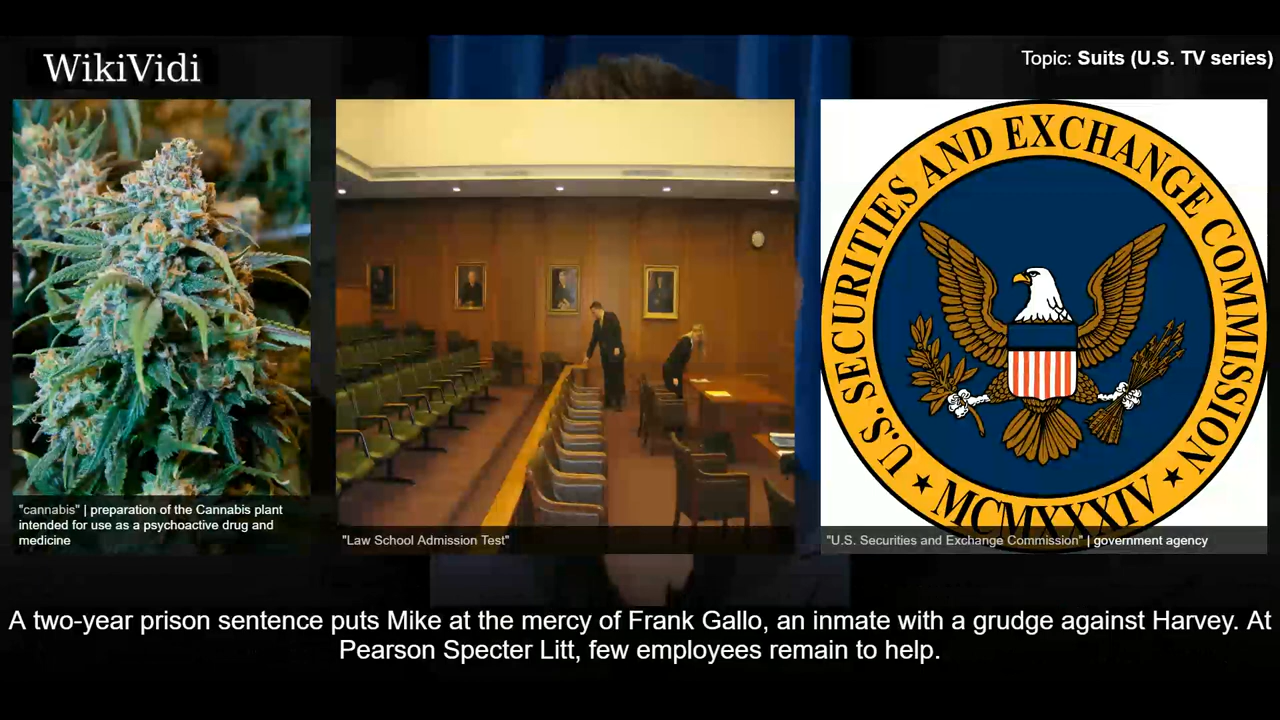 WikiVidi
Topic: Suits (U.S. TV series)
"cannabis" | preparation of the Cannabis plant
intended for use as a psychoactive drug and
medicine
"Law School Admission Test"
U.S. SECURITIES AND EXCHANGE COMMISSION
MCMXXXIV
"U.S. Securities and Exchange Commission" | government agency
A two-year prison sentence puts Mike at the mercy of Frank Gallo, an inmate with a grudge against Harvey. At
Pearson Specter Litt, few employees remain to help.